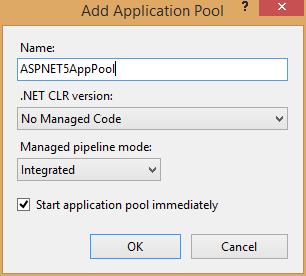 Add Application Pool
?
Name:
ASPNET5AppPool
.NET CLR version:
No Managed Code
Managed pipeline mode:
Integrated
Start application pool immediately
OK
Cancel